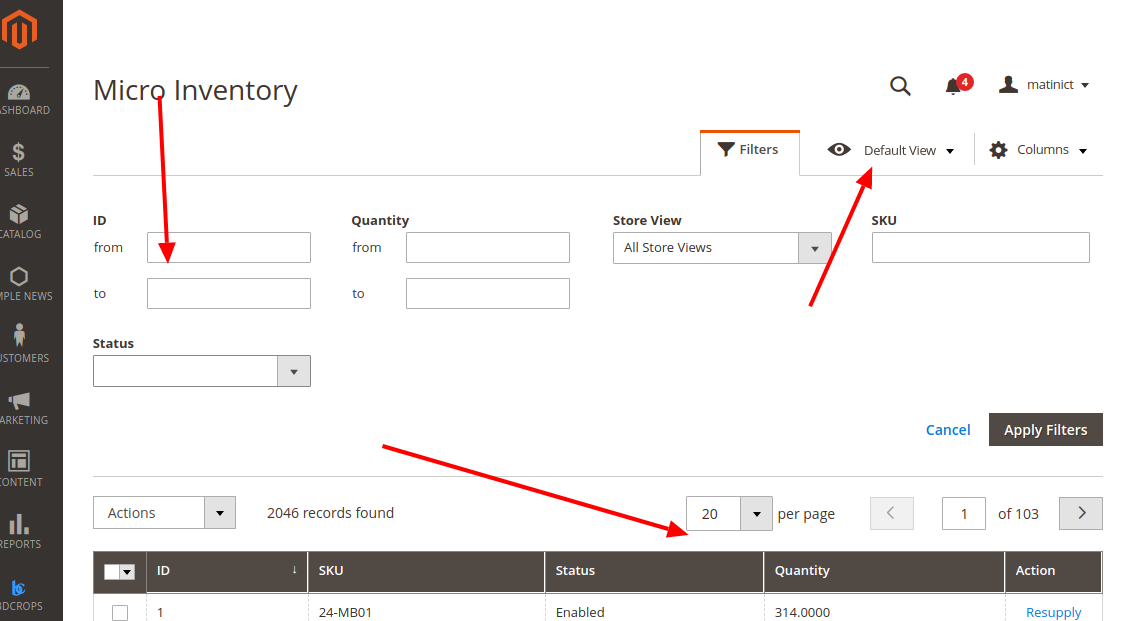 Micro Inventory
4
matinict
Filters
Default View
Columns
ASHBOARD
SALES
CATALOG
MPLE NEWS
USTOMERS
ARKETING
CONTENT
REPORTS
bc
BDCROPS
ID
Quantity
Store View
SKU
from
from
All Store Views
to
to
Status
Cancel
Apply Filters
Actions
2046 records found
20
per page
1
of 103
ID ↓ SKU Status Quantity Action
1 24-MB01 Enabled 314.0000 Resupply